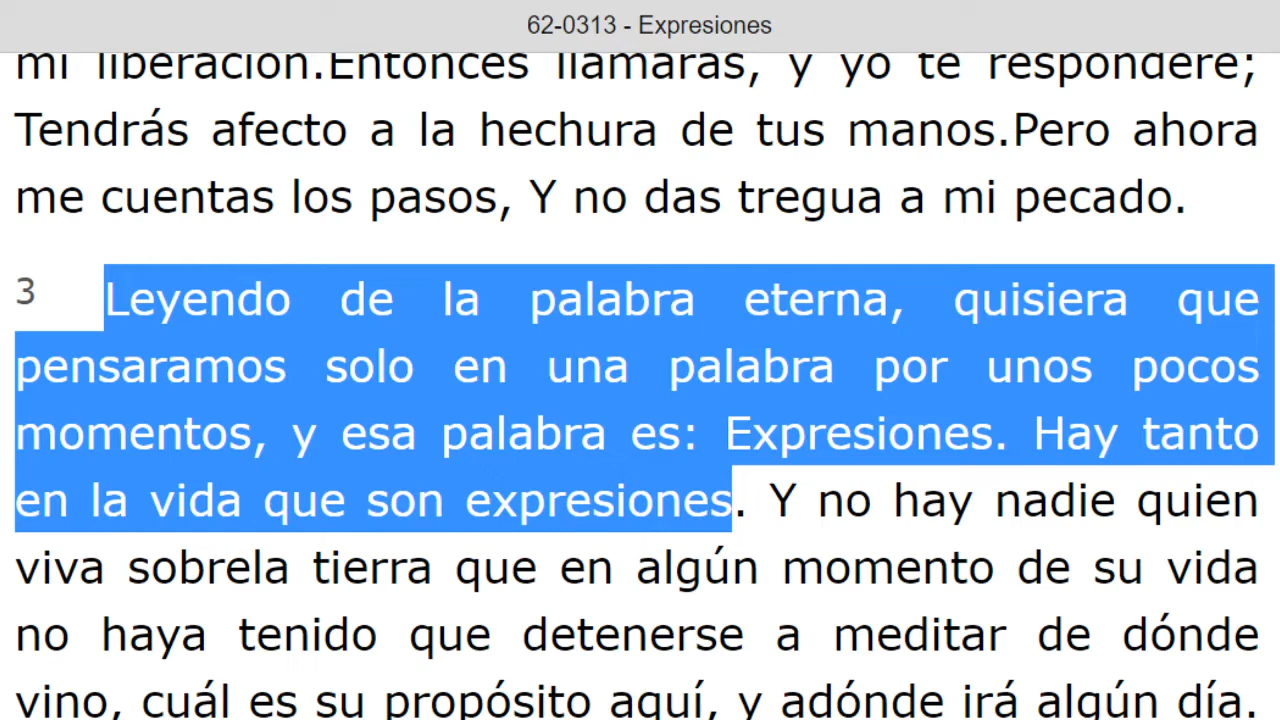 62-0313 - Expresiones
mi liberación.Entonces llamarás, y yo te responderé;
Tendrás afecto a la hechura de tus manos.Pero ahora
me cuentas los pasos, Y no das tregua a mi pecado.
3 Leyendo de la palabra eterna, quisiera que
pensaramos solo en una palabra por unos pocos
momentos, y esa palabra es: Expresiones. Hay tanto
en la vida que son expresiones. Y no hay nadie quien
viva sobrela tierra que en algún momento de su vida
no haya tenido que detenerse a meditar de dónde
vino, cuál es su propósito aquí, y adónde irá algún día.